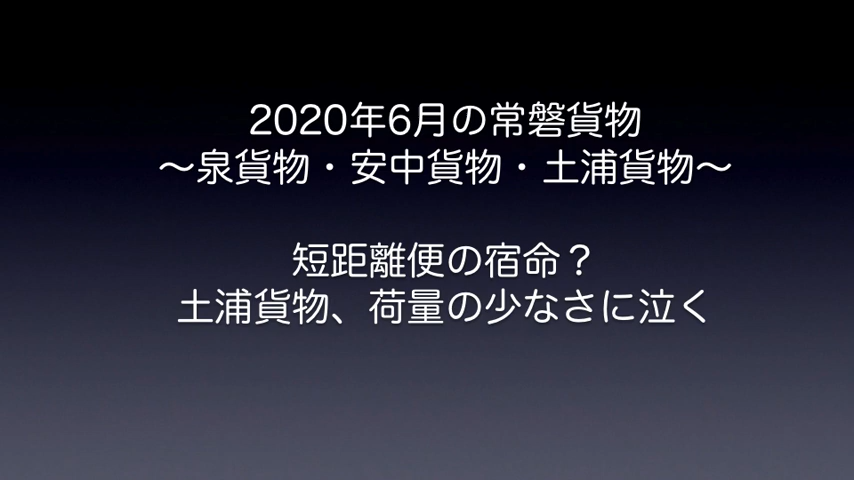 2020年6月の常磐貨物
〜泉貨物・安中貨物・土浦貨物〜
短距離便の宿命？
土浦貨物、荷量の少なさに泣く